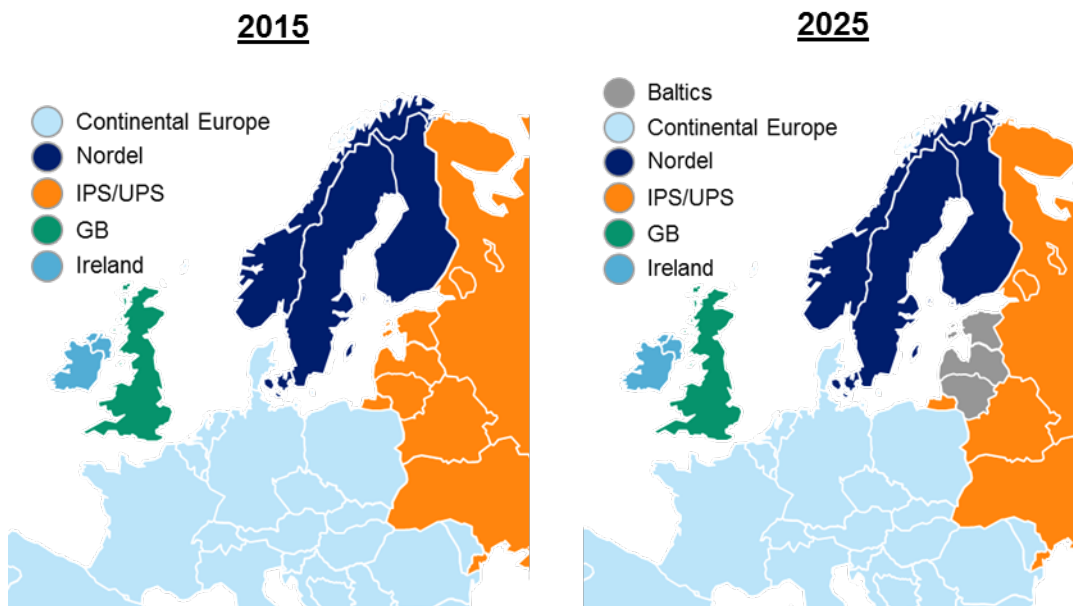 2015
Continental Europe
Nordel
IPS/UPS
GB
Ireland
2025
Baltics
Continental Europe
Nordel
IPS/UPS
GB
Ireland